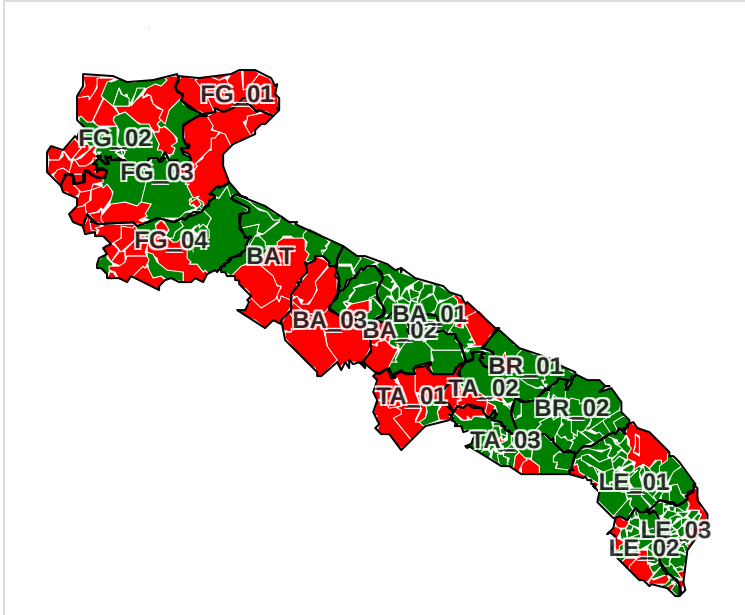 FG_01
FG_02
FG_03
FG_04
BAT
BA_01
BA_03
BA_02
BR_01
TA_01
TA_02
BR_02
TA_03
LE_01
LE_03
LE_02